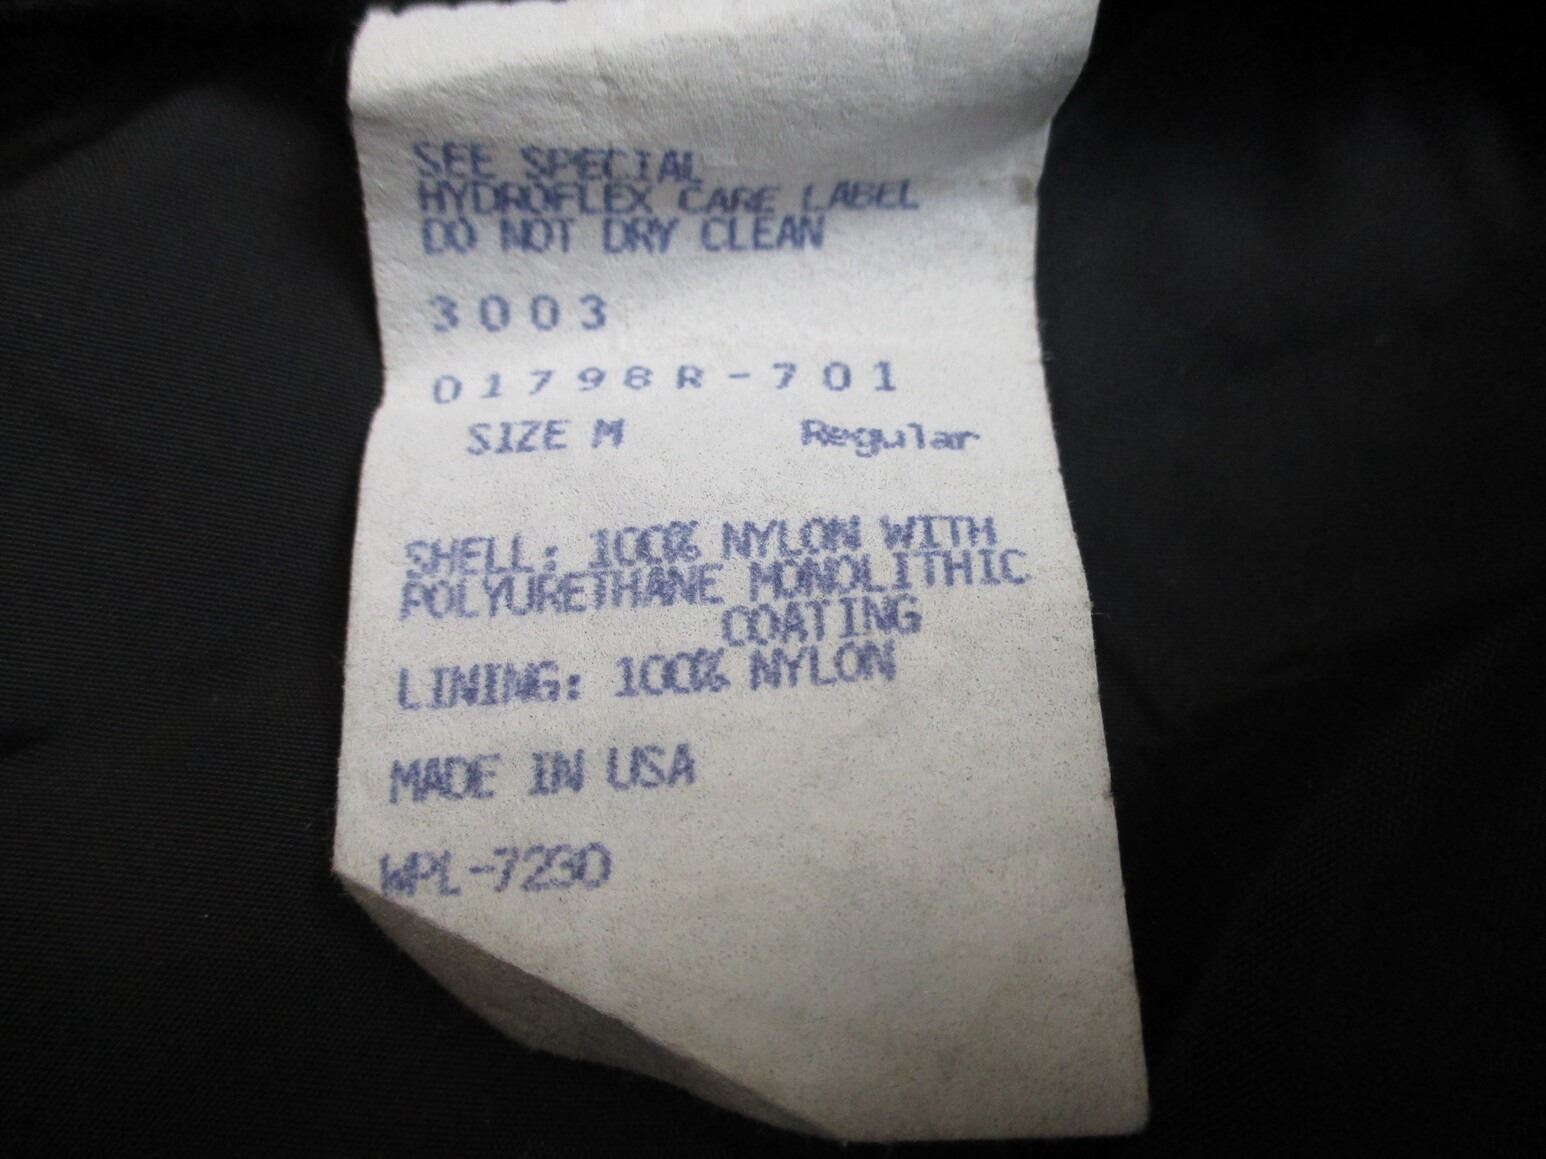 SEE SPECIAL
HYDROFLEX CARE LABEL
DO NOT DRY CLEAN
3003
01798R-701
SIZE M Regular
SHELL: 100% NYLON WITH
POLYURETHANE MONOLITHIC
COATING
LINING: 100% NYLON
MADE IN USA
WPL-7230